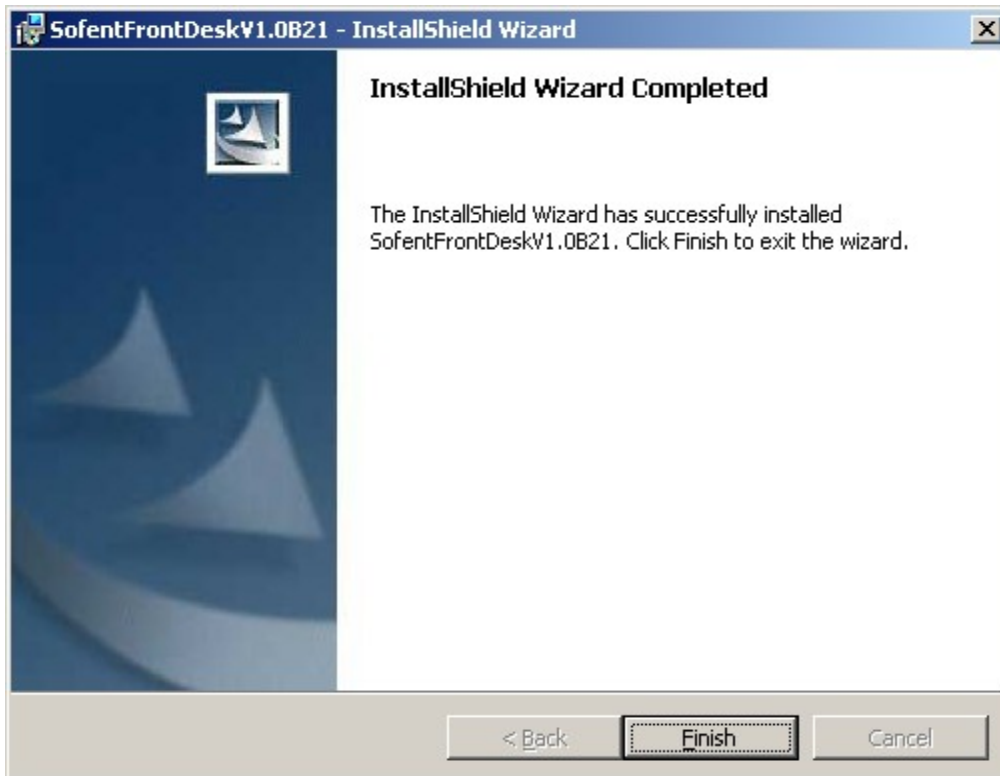 SofentFrontDeskV1.0B21 - InstallShield Wizard
InstallShield Wizard Completed
The InstallShield Wizard has successfully installed
SofentFrontDeskV1.0B21. Click Finish to exit the wizard.
< Back Finish Cancel